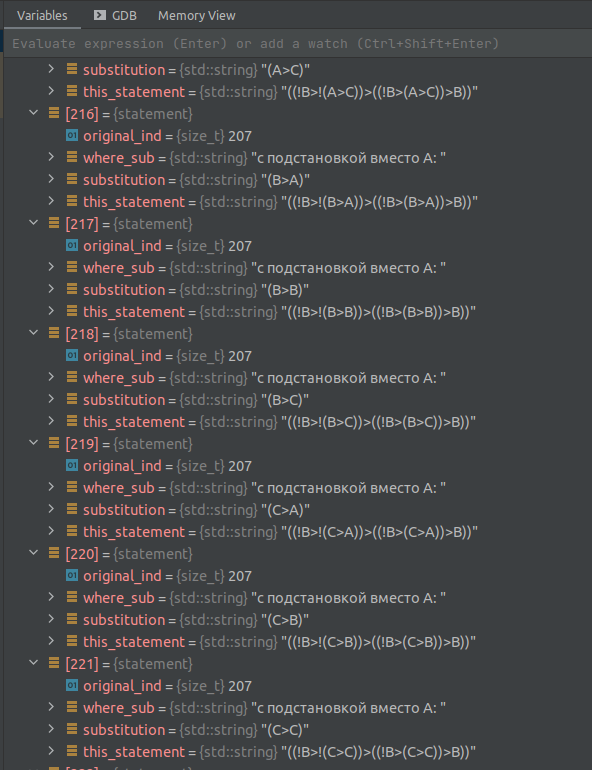 Variables GDB Memory View
Evaluate expression (Enter) or add a watch (Ctrl+Shift+Enter)
substitution = {std::string} "(A>C)"
this_statement = {std::string} "((!B>!(A>C))>((!B>(A>C))>B))"
[216] = {statement}
original_ind = {size_t} 207
where_sub = {std::string} "с подстановкой вместо A: "
substitution = {std::string} "(B>A)"
this_statement = {std::string} "((!B>!(B>A))>((!B>(B>A))>B))"
[217] = {statement}
original_ind = {size_t} 207
where_sub = {std::string} "с подстановкой вместо A: "
substitution = {std::string} "(B>B)"
this_statement = {std::string} "((!B>!(B>B))>((!B>(B>B))>B))"
[218] = {statement}
original_ind = {size_t} 207
where_sub = {std::string} "с подстановкой вместо A: "
substitution = {std::string} "(B>C)"
this_statement = {std::string} "((!B>!(B>C))>((!B>(B>C))>B))"
[219] = {statement}
original_ind = {size_t} 207
where_sub = {std::string} "с подстановкой вместо A: "
substitution = {std::string} "(C>A)"
this_statement = {std::string} "((!B>!(C>A))>((!B>(C>A))>B))"
[220] = {statement}
original_ind = {size_t} 207
where_sub = {std::string} "с подстановкой вместо A: "
substitution = {std::string} "(C>B)"
this_statement = {std::string} "((!B>!(C>B))>((!B>(C>B))>B))"
[221] = {statement}
original_ind = {size_t} 207
where_sub = {std::string} "с подстановкой вместо A: "
substitution = {std::string} "(C>C)"
this_statement = {std::string} "((!B>!(C>C))>((!B>(C>C))>B))"